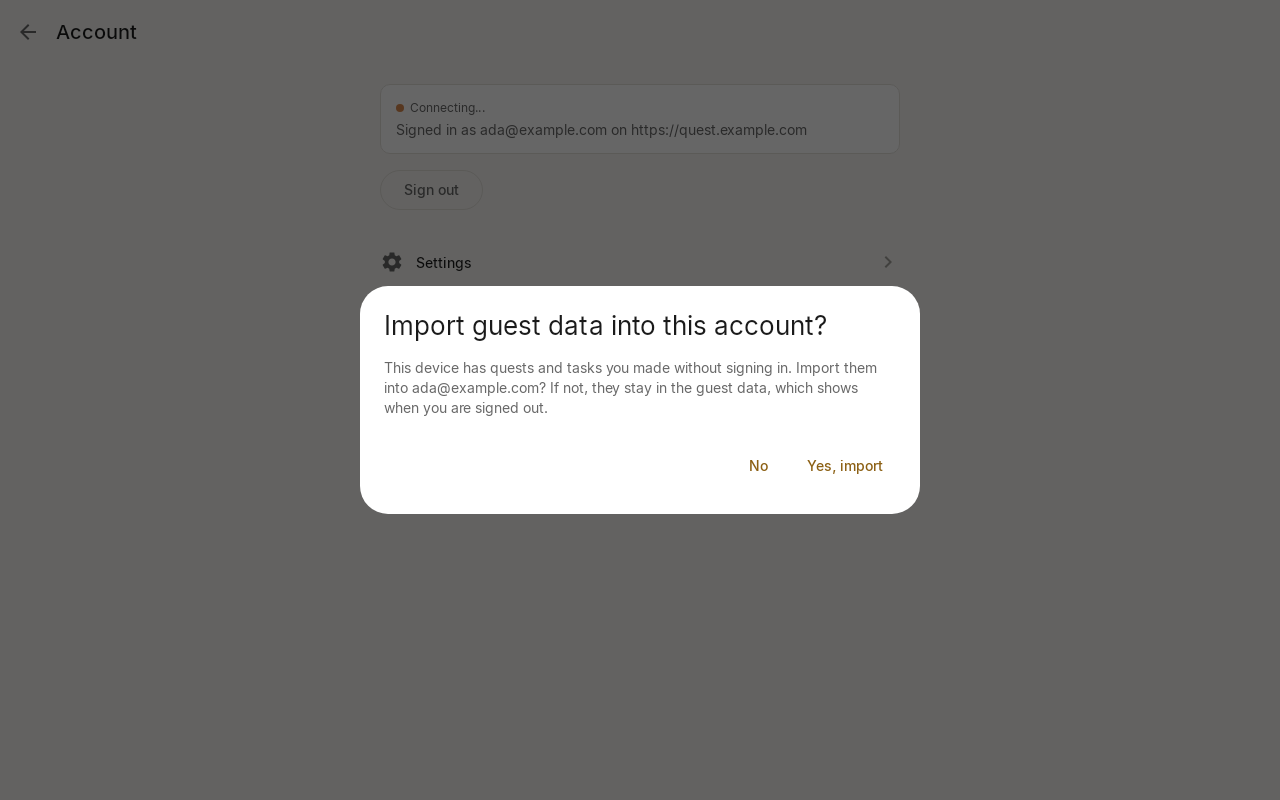 Account
Connecting...
Signed in as ada@example.com on https://quest.example.com
Sign out
Settings
Import guest data into this account?
This device has quests and tasks you made without signing in. Import them
into ada@example.com? If not, they stay in the guest data, which shows
when you are signed out.
No
Yes, import